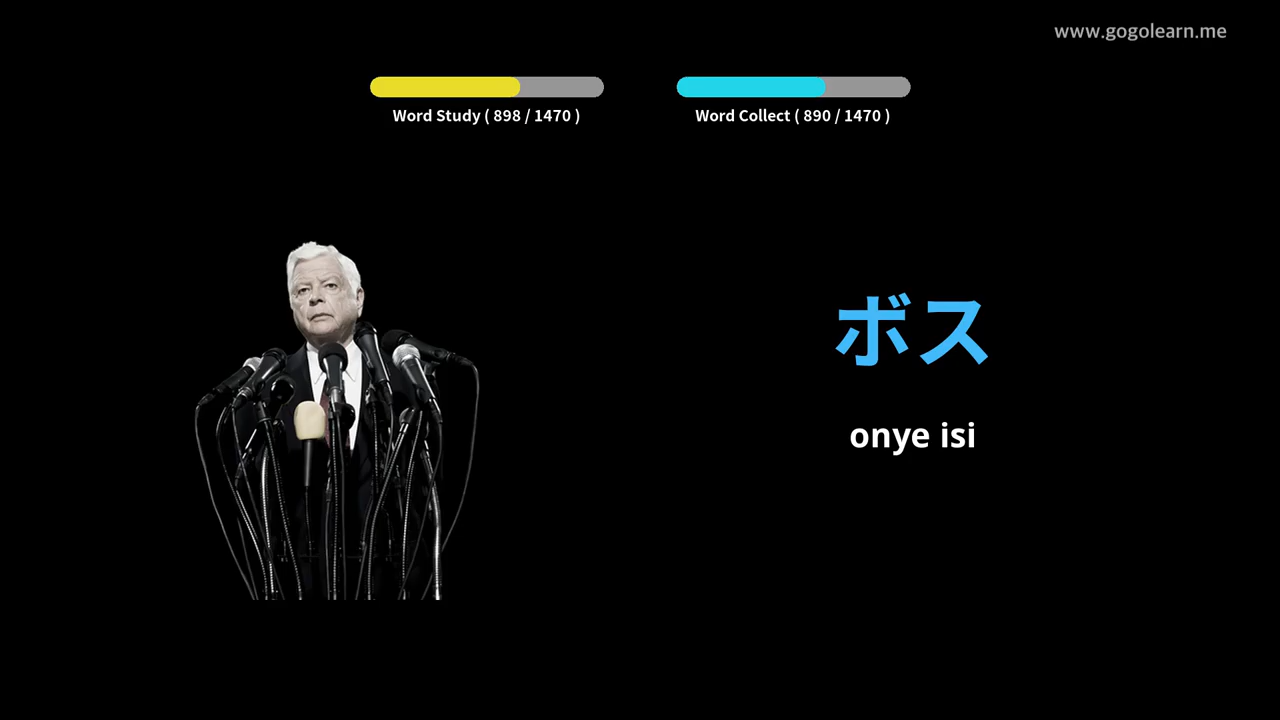 www.gogolearn.me
Word Study ( 898 / 1470 )
Word Collect ( 890 / 1470 )
ボス
onye isi